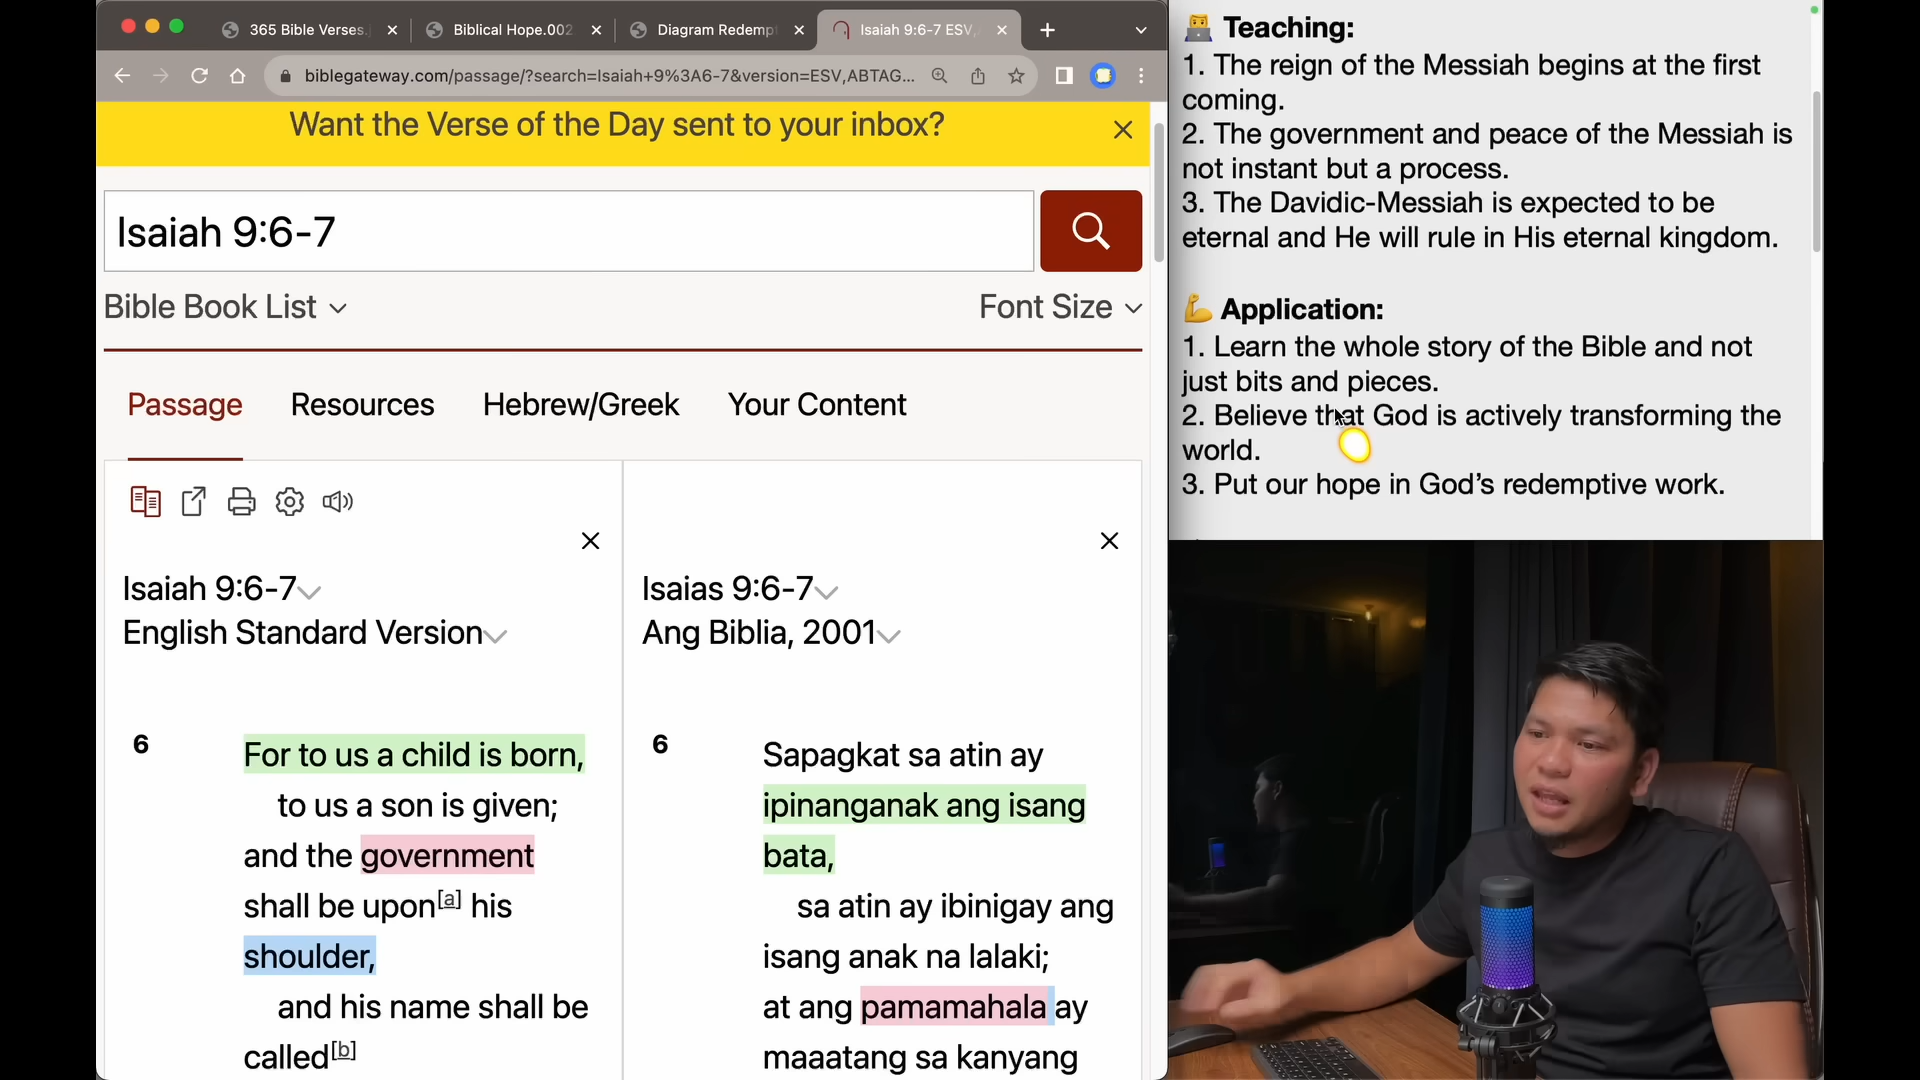 365 Bible Verses.
Biblical Hope.002
Diagram Redemp
Isaiah 9:6-7 ESV,
biblegateway.com/passage/?search=Isaiah+9%3A6-7&version=ESV,ABTAG...
Want the Verse of the Day sent to your inbox?
Isaiah 9:6-7
Bible Book List
Font Size
Passage
Resources
Hebrew/Greek
Your Content
Isaiah 9:6-7
English Standard Version
6
For to us a child is born,
to us a son is given;
and the government
shall be upon[a] his
shoulder,
and his name shall be
called[b]
Isaias 9:6-7
Ang Biblia, 2001
6
Sapagkat sa atin ay
ipinanganak ang isang
bata,
sa atin ay ibinigay ang
isang anak na lalaki;
at ang pamamahala ay
maaatang sa kanyang
Teaching:
1. The reign of the Messiah begins at the first
coming.
2. The government and peace of the Messiah is
not instant but a process.
3. The Davidic-Messiah is expected to be
eternal and He will rule in His eternal kingdom.
Application:
1. Learn the whole story of the Bible and not
just bits and pieces.
2. Believe that God is actively transforming the
world.
3. Put our hope in God's redemptive work.